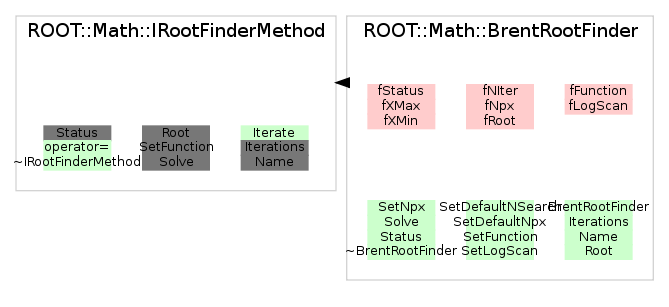 ROOT::Math::IRootFinderMethod
Status
operator=
~IRootFinderMethod
Root
SetFunction
Solve
Iterate
Iterations
Name
ROOT::Math::BrentRootFinder
fStatus
fXMax
fXMin
fNIter
fNpx
fRoot
fFunction
fLogScan
SetNpx
Solve
Status
~BrentRootFinder
SetDefaultNSearch
SetDefaultNpx
SetFunction
SetLogScan
BrentRootFinder
Iterations
Name
Root